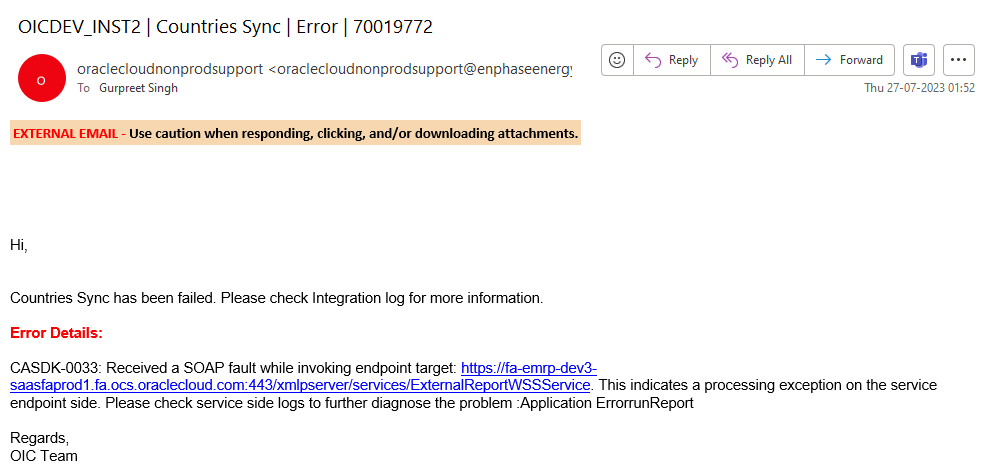 OICDEV_INST2 | Countries Sync | Error | 70019772
O
oraclecloudnonprodsupport <oraclecloudnonprodsupport@enphaseenergy
To Gurpreet Singh
Reply
Reply All
Forward
Thu 27-07-2023 01:52
EXTERNAL EMAIL - Use caution when responding, clicking, and/or downloading attachments.
Hi,
Countries Sync has been failed. Please check Integration log for more information.
Error Details:
CASDK-0033: Received a SOAP fault while invoking endpoint target: https://fa-emrp-dev3-
saasfaprod1.fa.ocs.oraclecloud.com:443/xmlpserver/services/ExternalReportWSSService. This indicates a processing exception on the service
endpoint side. Please check service side logs to further diagnose the problem :Application ErrorrunReport
Regards,
OIC Team